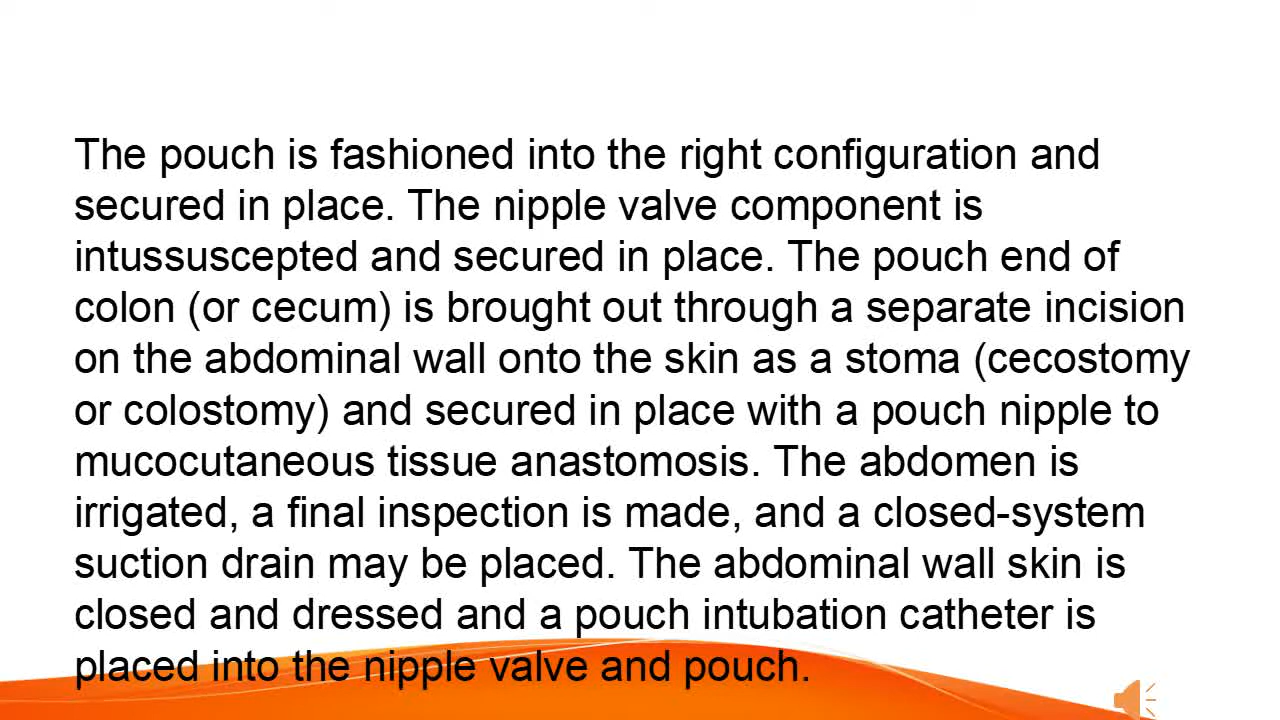 The pouch is fashioned into the right configuration and
secured in place. The nipple valve component is
intussuscepted and secured in place. The pouch end of
colon (or cecum) is brought out through a separate incision
on the abdominal wall onto the skin as a stoma (cecostomy
or colostomy) and secured in place with a pouch nipple to
mucocutaneous tissue anastomosis. The abdomen is
irrigated, a final inspection is made, and a closed-system
suction drain may be placed. The abdominal wall skin is
closed and dressed and a pouch intubation catheter is
placed into the nipple valve and pouch.